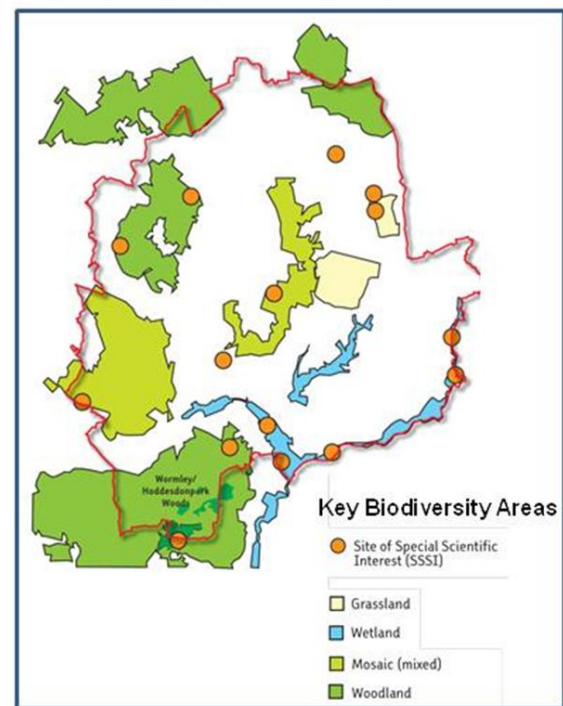 Wormley/
Hoddesdonpark
Woods
Key Biodiversity Areas
Site of Special Scientific
Interest (SSSI)
Grassland
Wetland
Mosaic (mixed)
Woodland